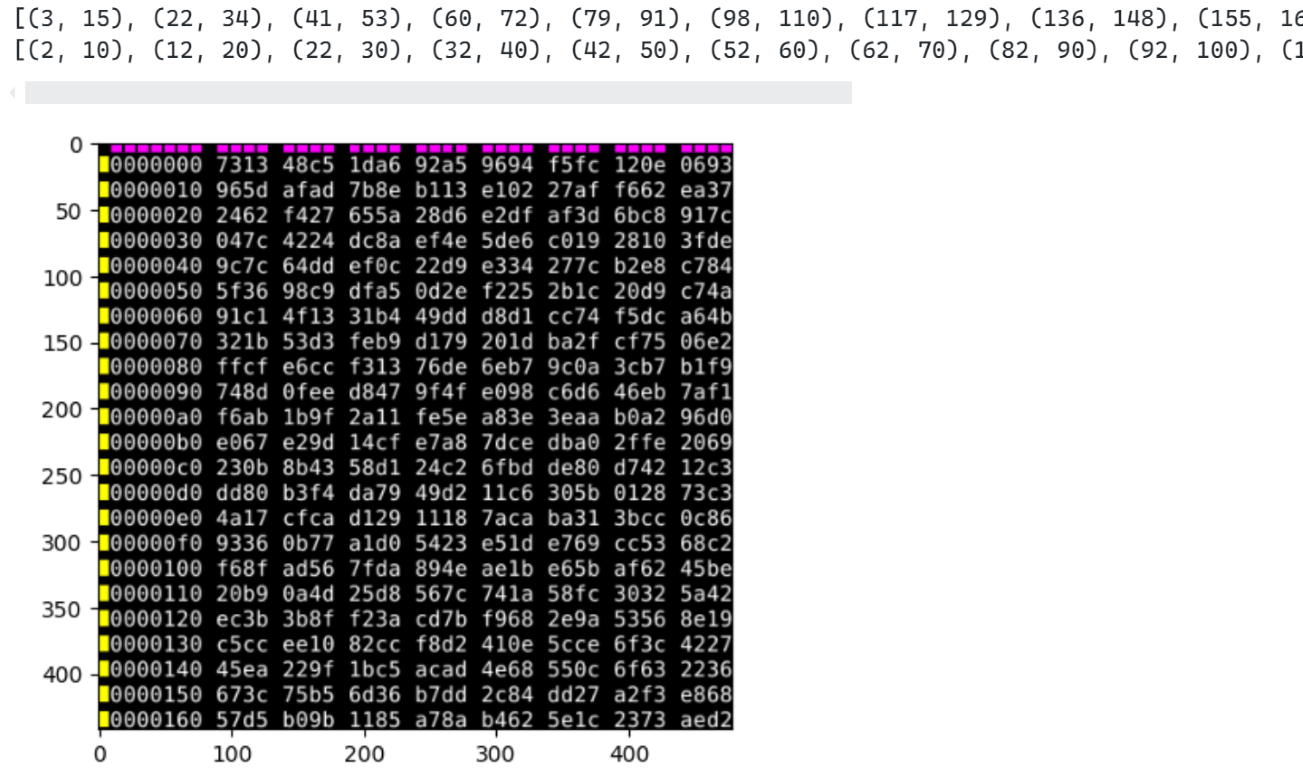 [(3, 15), (22, 34), (41, 53), (60, 72), (79, 91), (98, 110), (117, 129), (136, 148), (155, 16
[(2, 10), (12, 20), (22, 30), (32, 40), (42, 50), (52, 60), (62, 70), (82, 90), (92, 100), (1
0
0000000 7313 48c5 1da6 92a5 9694 f5fc 120e 0693
0000010 965d afad 7b8e b113 e102 27af f662 ea37
50 0000020 2462 f427 655a 28d6 e2df af3d 6bc8 917c
0000030 047c 4224 dc8a ef4e 5de6 c019 2810 3fde
100 0000040 9c7c 64dd ef0c 22d9 e334 277c b2e8 c784
0000050 5f36 98c9 dfa5 0d2e f225 2b1c 20d9 c74a
0000060 91c1 4f13 31b4 49dd d8d1 cc74 f5dc a64b
150 0000070 321b 53d3 feb9 d179 201d ba2f cf75 06e2
0000080 ffcf e6cc f313 76de 6eb7 9c0a 3cb7 b1f9
0000090 748d 0fee d847 9f4f e098 c6d6 46eb 7af1
200 00000a0 f6ab 1b9f 2a11 fe5e a83e 3eaa b0a2 96d0
00000b0 e067 e29d 14cf e7a8 7dce dba0 2ffe 2069
250 00000c0 230b 8b43 58d1 24c2 6fbd de80 d742 12c3
00000d0 dd80 b3f4 da79 49d2 11c6 305b 0128 73c3
00000e0 4a17 cfca d129 1118 7aca ba31 3bcc 0c86
300 00000f0 9336 0b77 a1d0 5423 e51d e769 cc53 68c2
0000100 f68f ad56 7fda 894e ae1b e65b af62 45be
350 0000110 20b9 0a4d 25d8 567c 741a 58fc 3032 5a42
0000120 ec3b 3b8f f23a cd7b f968 2e9a 5356 8e19
0000130 c5cc ee10 82cc f8d2 410e 5cce 6f3c 4227
400 0000140 45ea 229f 1bc5 acad 4e68 550c 6f63 2236
0000150 673c 75b5 6d36 b7dd 2c84 dd27 a2f3 e868
0000160 57d5 b09b 1185 a78a b462 5e1c 2373 aed2
0 100 200 300 400